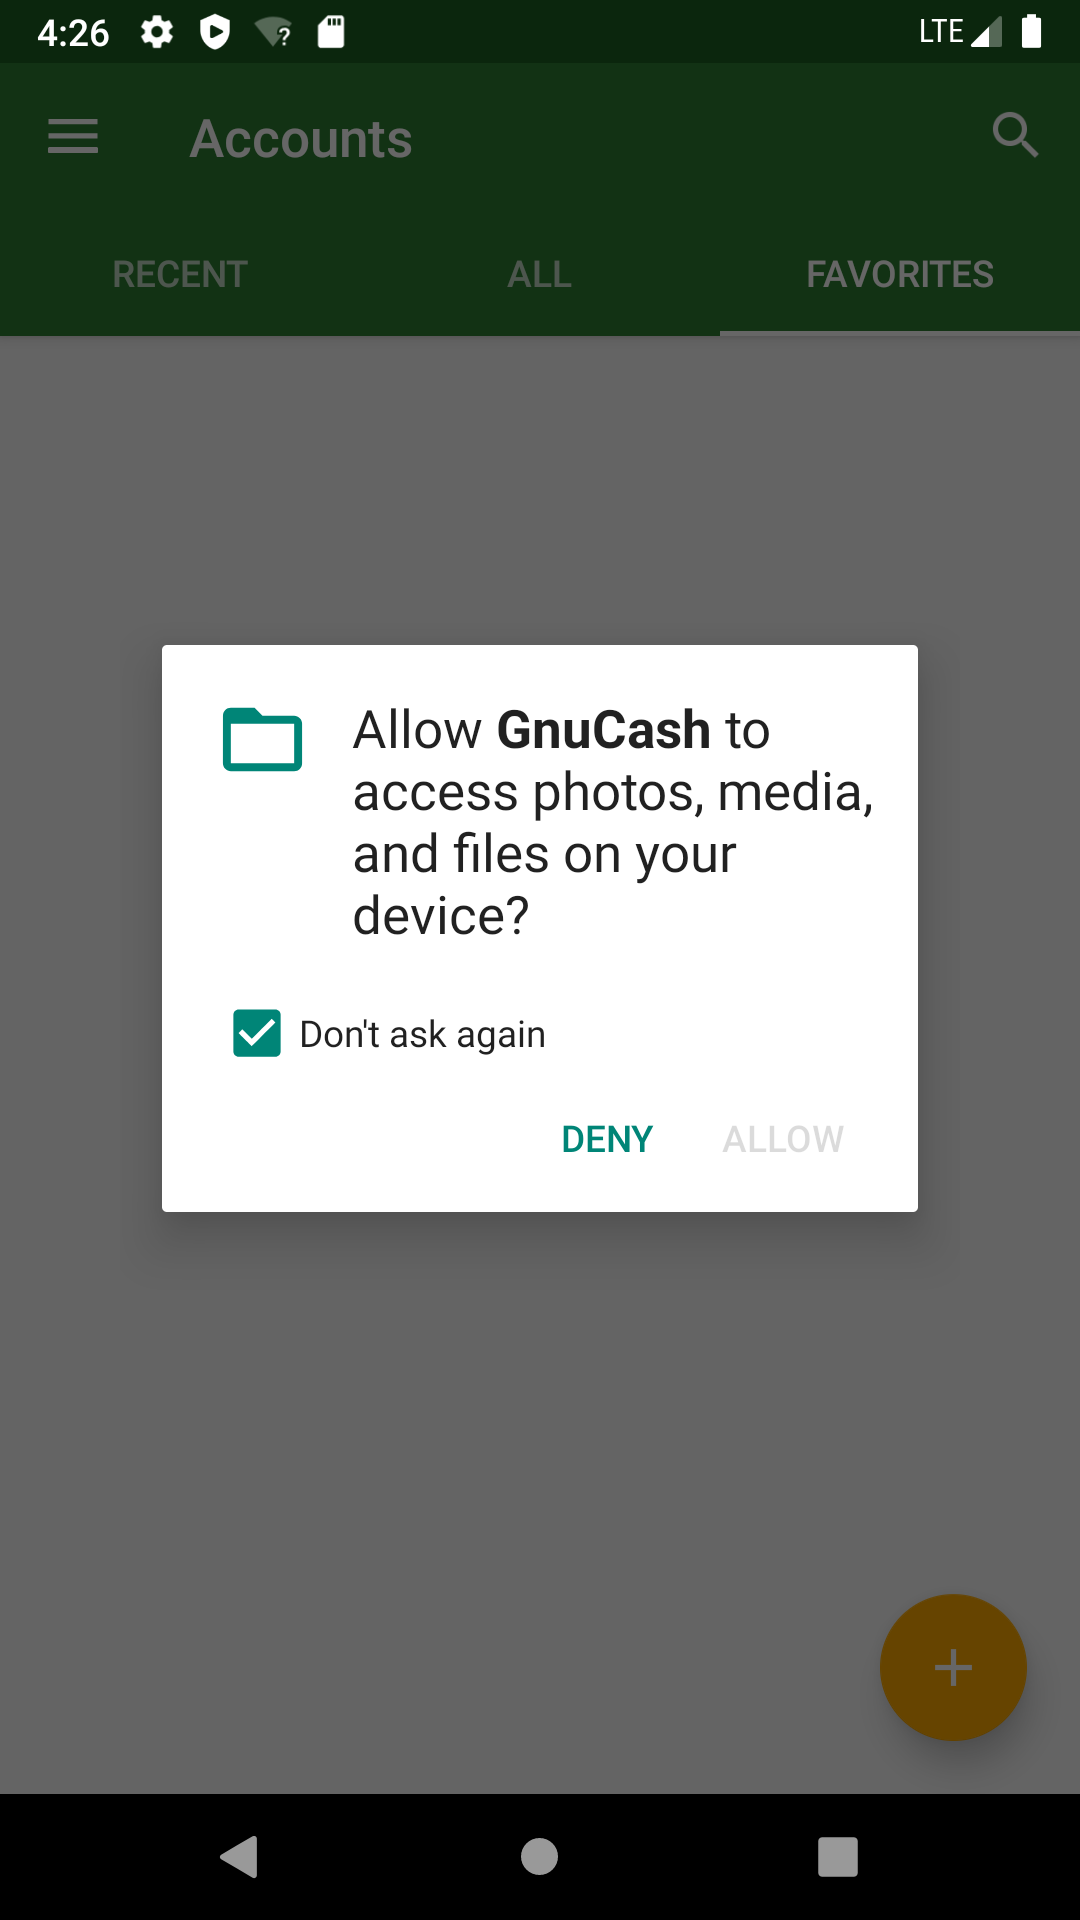 4:26
LTE
Accounts
RECENT ALL FAVORITES
Allow GnuCash to
access photos, media,
and files on your
device?
Don't ask again
DENY ALLOW